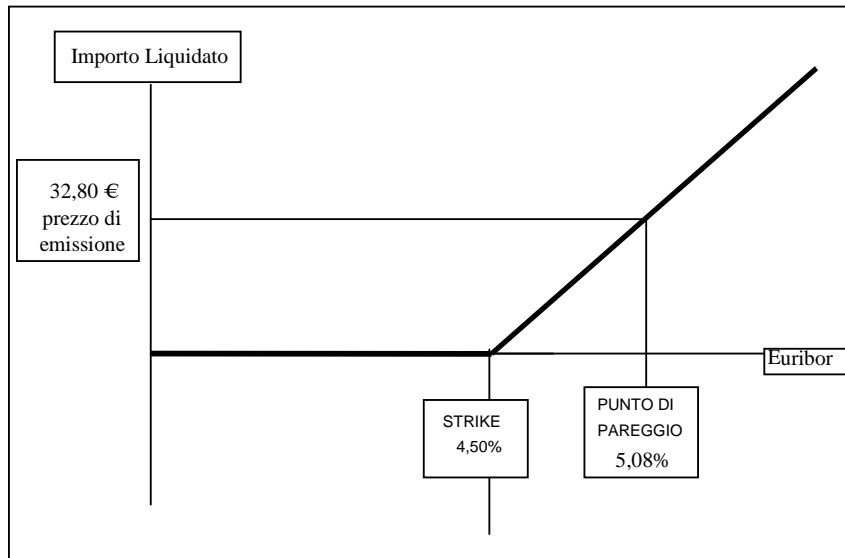 Importo Liquidato
32,80 €
prezzo di
emissione
Euribor
STRIKE
4,50%
PUNTO DI
PAREGGIO
5,08%